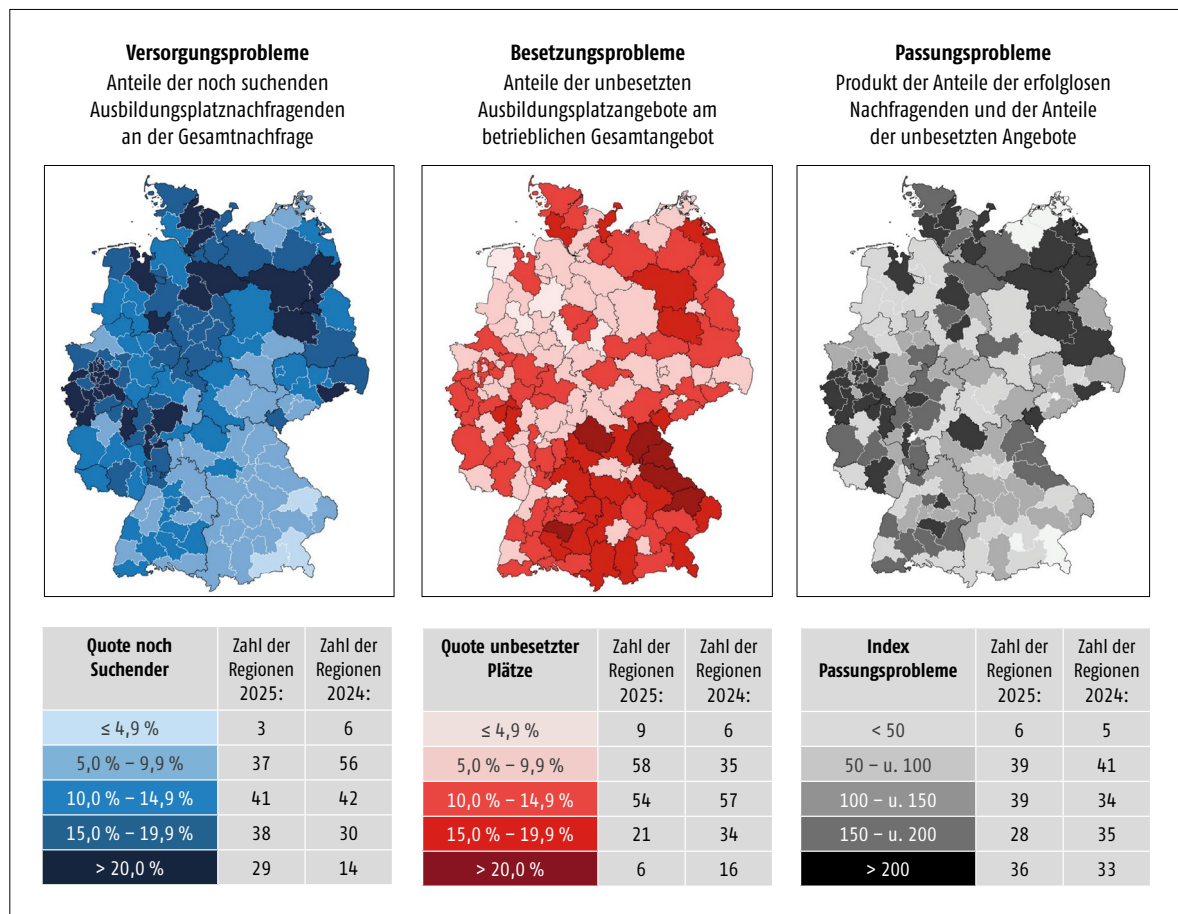 Versorgungsprobleme
Anteile der noch suchenden
Ausbildungsplatznachfragenden
an der Gesamtnachfrage
Besetzungsprobleme
Anteile der unbesetzten
Ausbildungsplatzangebote am
betrieblichen Gesamtangebot
Passungsprobleme
Produkt der Anteile der erfolglosen
Nachfragenden und der Anteile
der unbesetzten Angebote
Quote noch
Suchender
Zahl der
Regionen
2025:
Zahl der
Regionen
2024:
≤ 4,9 % 3 6
5,0 % – 9,9 % 37 56
10,0 % – 14,9 % 41 42
15,0 % – 19,9 % 38 30
> 20,0 % 29 14
Quote unbesetzter
Plätze
Zahl der
Regionen
2025:
Zahl der
Regionen
2024:
≤ 4,9 % 9 6
5,0 % – 9,9 % 58 35
10,0 % – 14,9 % 54 57
15,0 % – 19,9 % 21 34
> 20,0 % 6 16
Index
Passungsprobleme
Zahl der
Regionen
2025:
Zahl der
Regionen
2024:
< 50 6 5
50 – u. 100 39 41
100 – u. 150 39 34
150 – u. 200 28 35
> 200 36 33